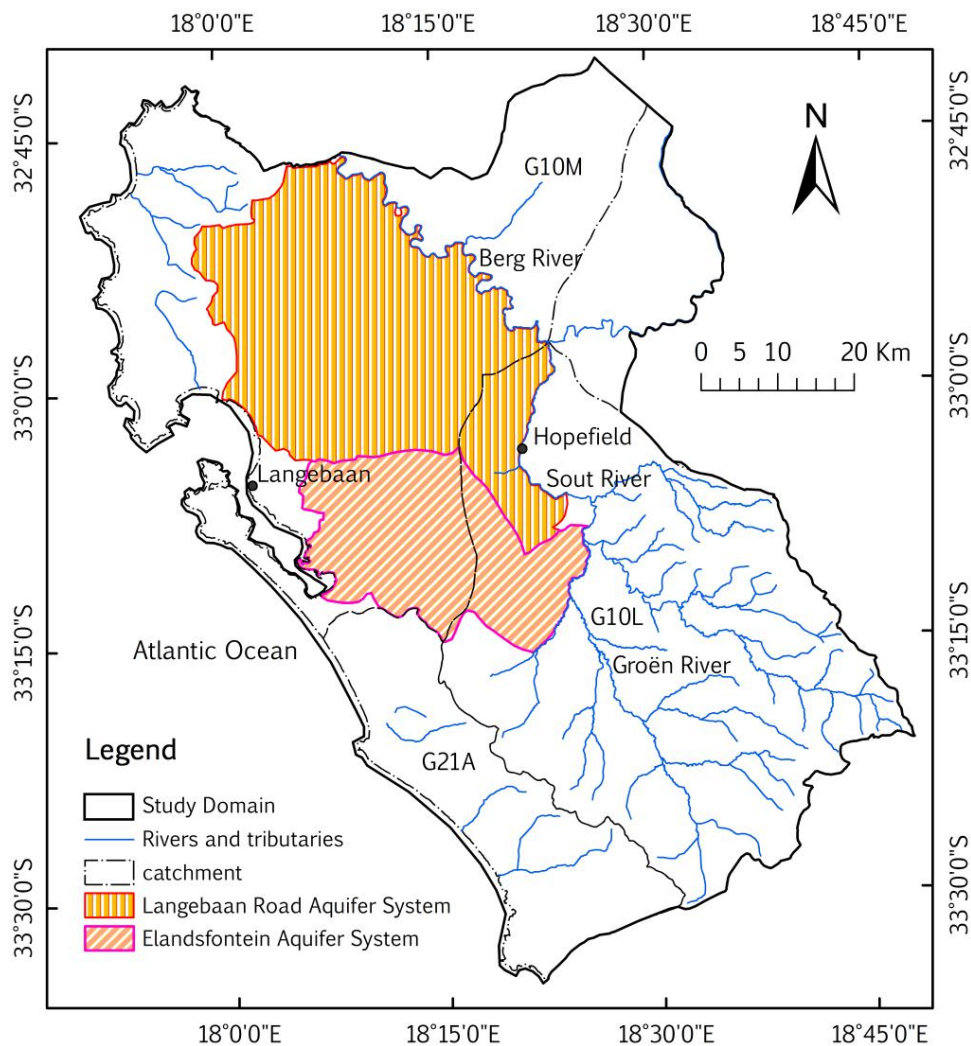 18°0'0"E
18°15'0"E
18°30'0"E
18°45'0"E
32°45'0"S
32°45'0"S
N
G10M
Berg River
0 5 10 20 Km
33°0'0"S
33°0'0"S
Hopefield
Langebaan
Sout River
G10L
33°15'0"S
33°15'0"S
Atlantic Ocean
Groën River
Legend
G21A
Study Domain
Rivers and tributaries
catchment
Langebaan Road Aquifer System
Elandsfontein Aquifer System
33°30'0"S
33°30'0"S
18°0'0"E
18°15'0"E
18°30'0"E
18°45'0"E